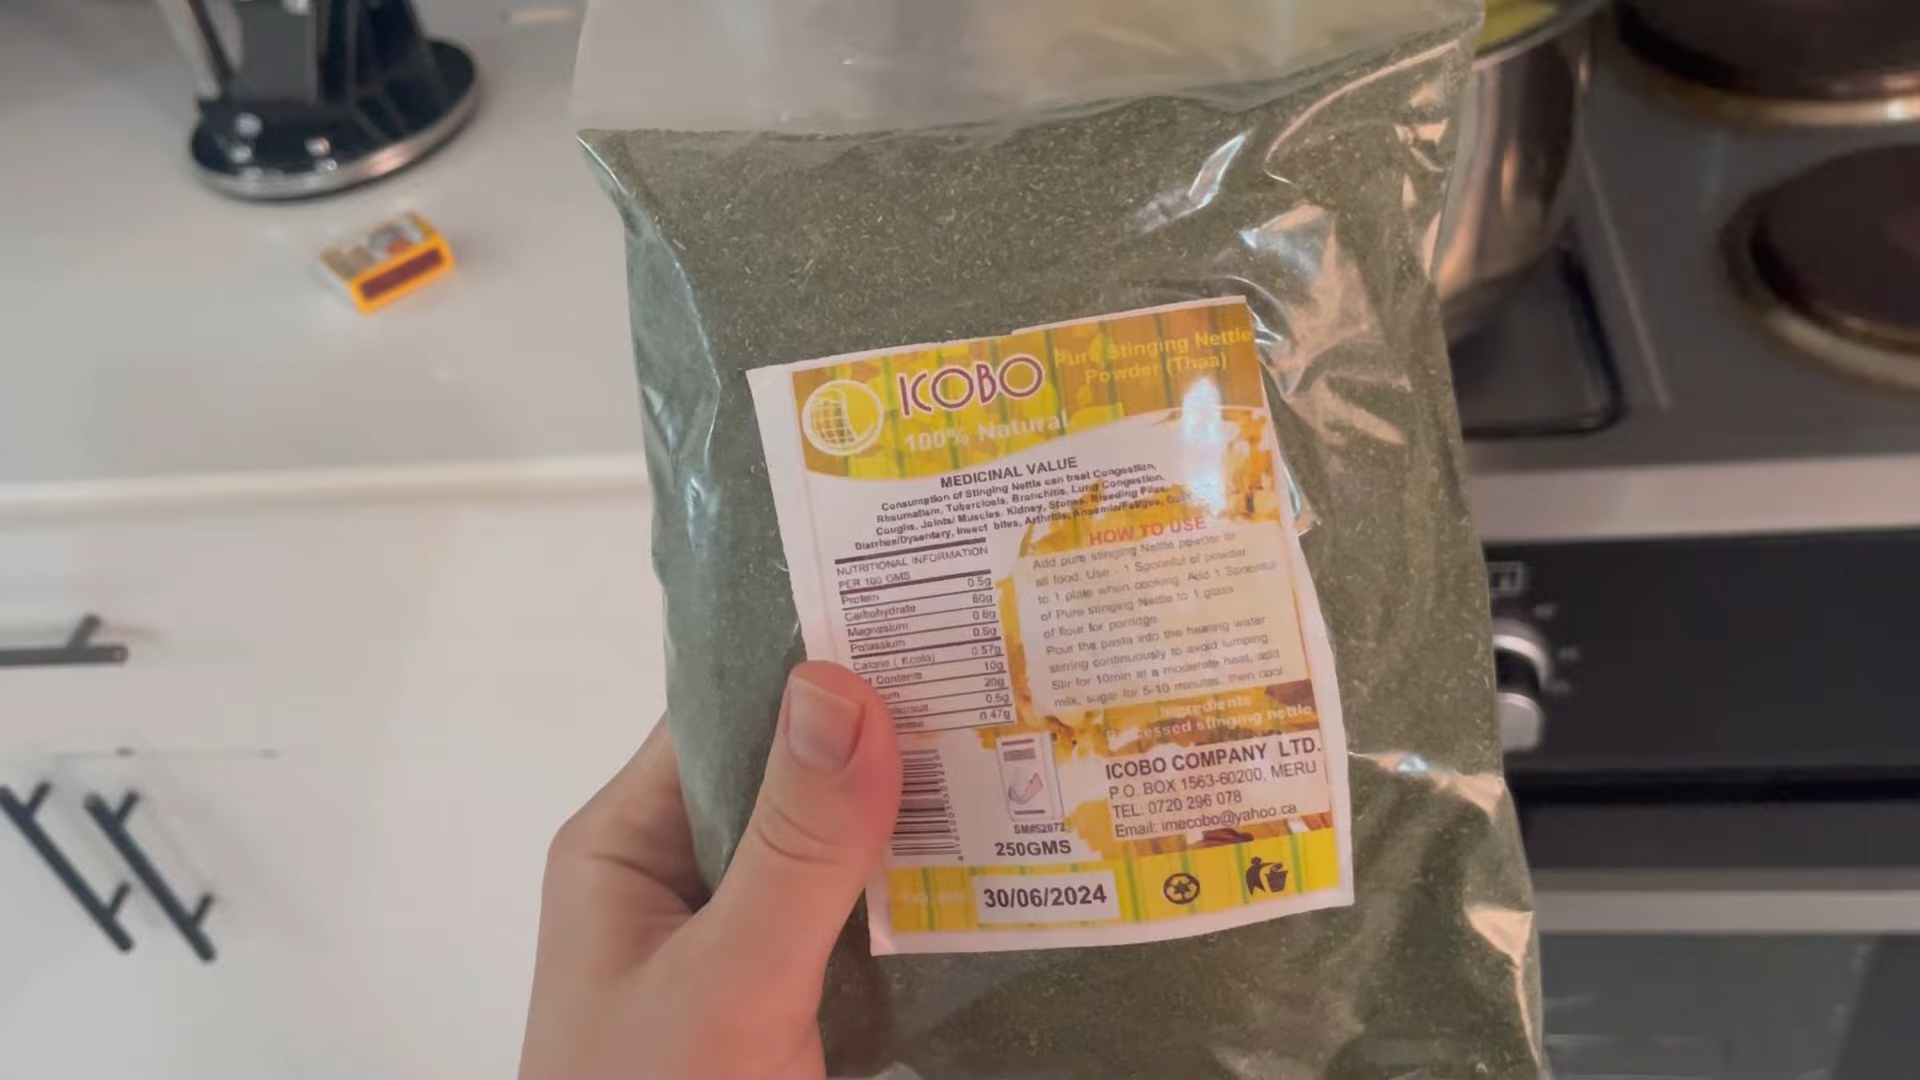 ICOBO
Pure Stinging Nettle
Powder (Thaa)
100% Natural
MEDICINAL VALUE
Consumption of Stinging Nettle can treat Congestion,
Rheumatism, Tuberclosis, Bronchitis, Lung Congestion,
Coughs, Joints/ Muscles. Kidney, Stones, Bleeding Piles,
Diarrhea/Dysentary, Insect bites, Arthritis, Anaemia/Fatigue,
NUTRITIONAL INFORMATION
PER 100 GMS
Protein 0.5g
Carbohydrate 60g
Magnesium 0.6g
Potassium 0.5g
Calorie ( Kcola) 0.57g
Contents 10g
20g
0.5g
0.47g
HOW TO USE
Add pure stinging Nettle powder to
all food. Use - 1 Spoonful of powder
to 1 plate when cooking. Add 1 Spoonful
of Pure stinging Nettle to 1 glass
of flour for porridge.
Pour the pasta into the heating water
stirring continuously to avoid lumping
Stir for 10min at a moderate heat, add
milk, sugar for 5-10 minutes, then cool
Ingredients
Processed stinging nettle
ICOBO COMPANY LTD.
P.O. BOX 1563-60200, MERU
TEL: 0720 296 078
Email: imecobo@yahoo.ca
250GMS
30/06/2024